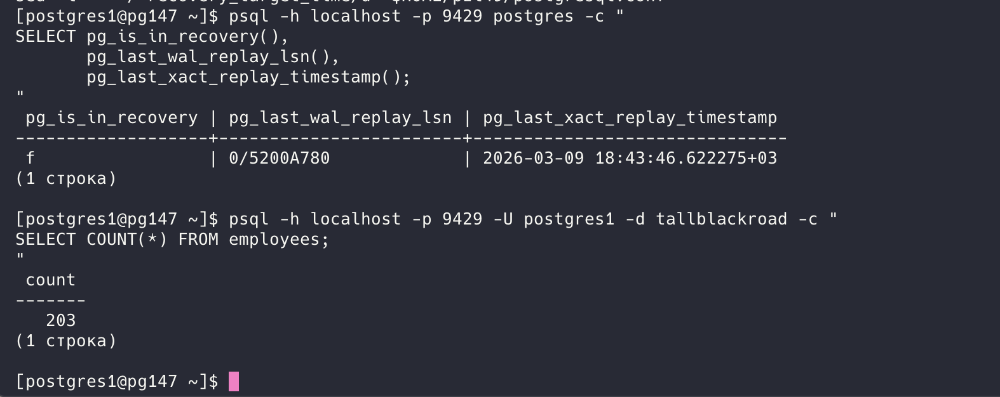 [postgres1@pg147 ~]$ psql -h localhost -p 9429 postgres -c "
SELECT pg_is_in_recovery(),
       pg_last_wal_replay_lsn(),
       pg_last_xact_replay_timestamp();
"
 pg_is_in_recovery | pg_last_wal_replay_lsn | pg_last_xact_replay_timestamp
-------------------+------------------------+-------------------------------
 f                 | 0/5200A780             | 2026-03-09 18:43:46.622275+03
(1 строка)

[postgres1@pg147 ~]$ psql -h localhost -p 9429 -U postgres1 -d tallblackroad -c "
SELECT COUNT(*) FROM employees;
"
 count
-------
   203
(1 строка)

[postgres1@pg147 ~]$